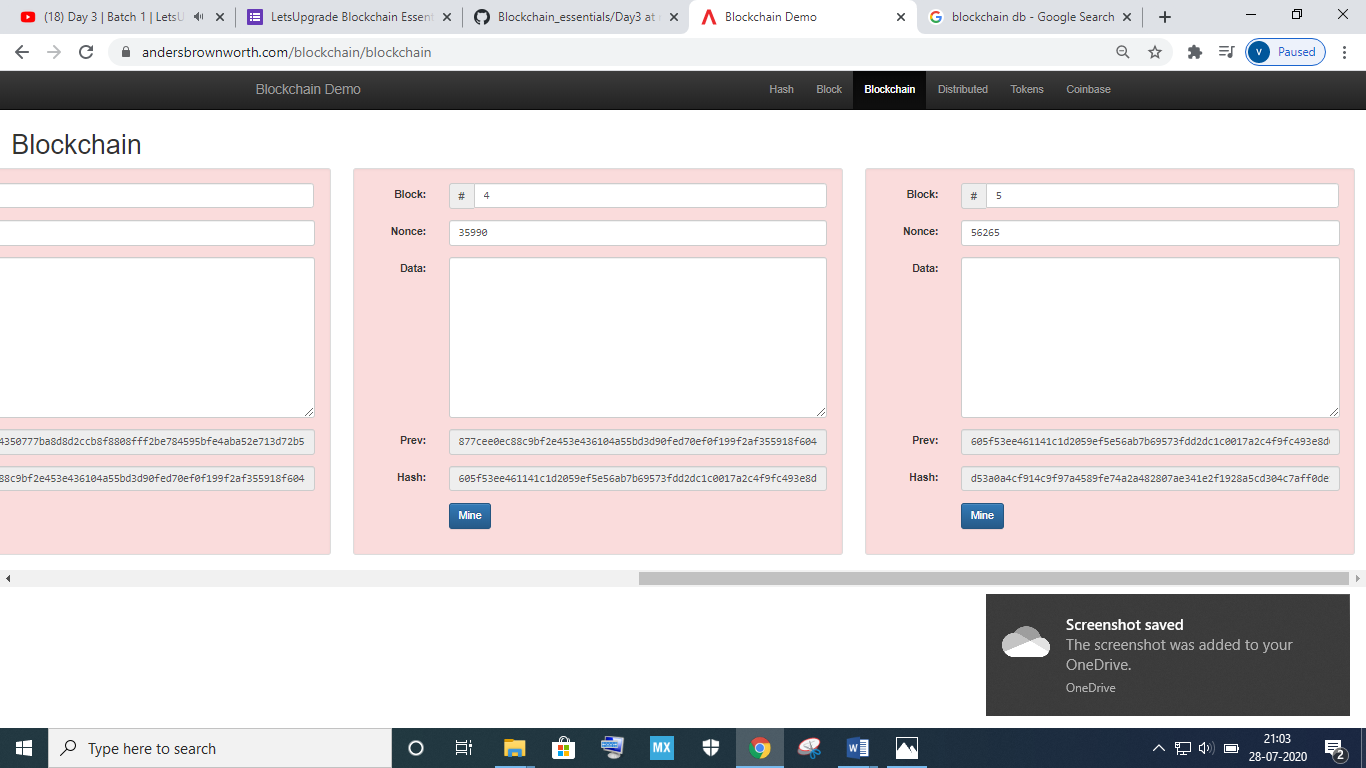 (18) Day 3 | Batch 1 | LetsU
LetsUpgrade Blockchain Essent
Blockchain_essentials/Day3 at
Blockchain Demo
blockchain db - Google Search
andersbrownworth.com/blockchain/blockchain
V
Paused
Blockchain Demo
Hash
Block
Blockchain
Distributed
Tokens
Coinbase
Blockchain
4350777ba8d8d2ccb8f8808fff2be784595bfe4aba52e713d72b5
88c9bf2e453e436104a55bd3d90fed70ef0f199f2af355918f604
Block: # 4
Nonce: 35990
Data:
Prev: 877cee0ec88c9bf2e453e436104a55bd3d90fed70ef0f199f2af355918f604
Hash: 605f53ee461141c1d2059ef5e56ab7b69573fdd2dc1c0017a2c4f9fc493e8d
Mine
Block: # 5
Nonce: 56265
Data:
Prev: 605f53ee461141c1d2059ef5e56ab7b69573fdd2dc1c0017a2c4f9fc493e8d
Hash: d53a0a4cf914c9f97a4589fe74a2a482807ae341e2f1928a5cd304c7aff0de
Mine
Screenshot saved
The screenshot was added to your
OneDrive.
OneDrive
Type here to search
MX
21:03
28-07-2020
2